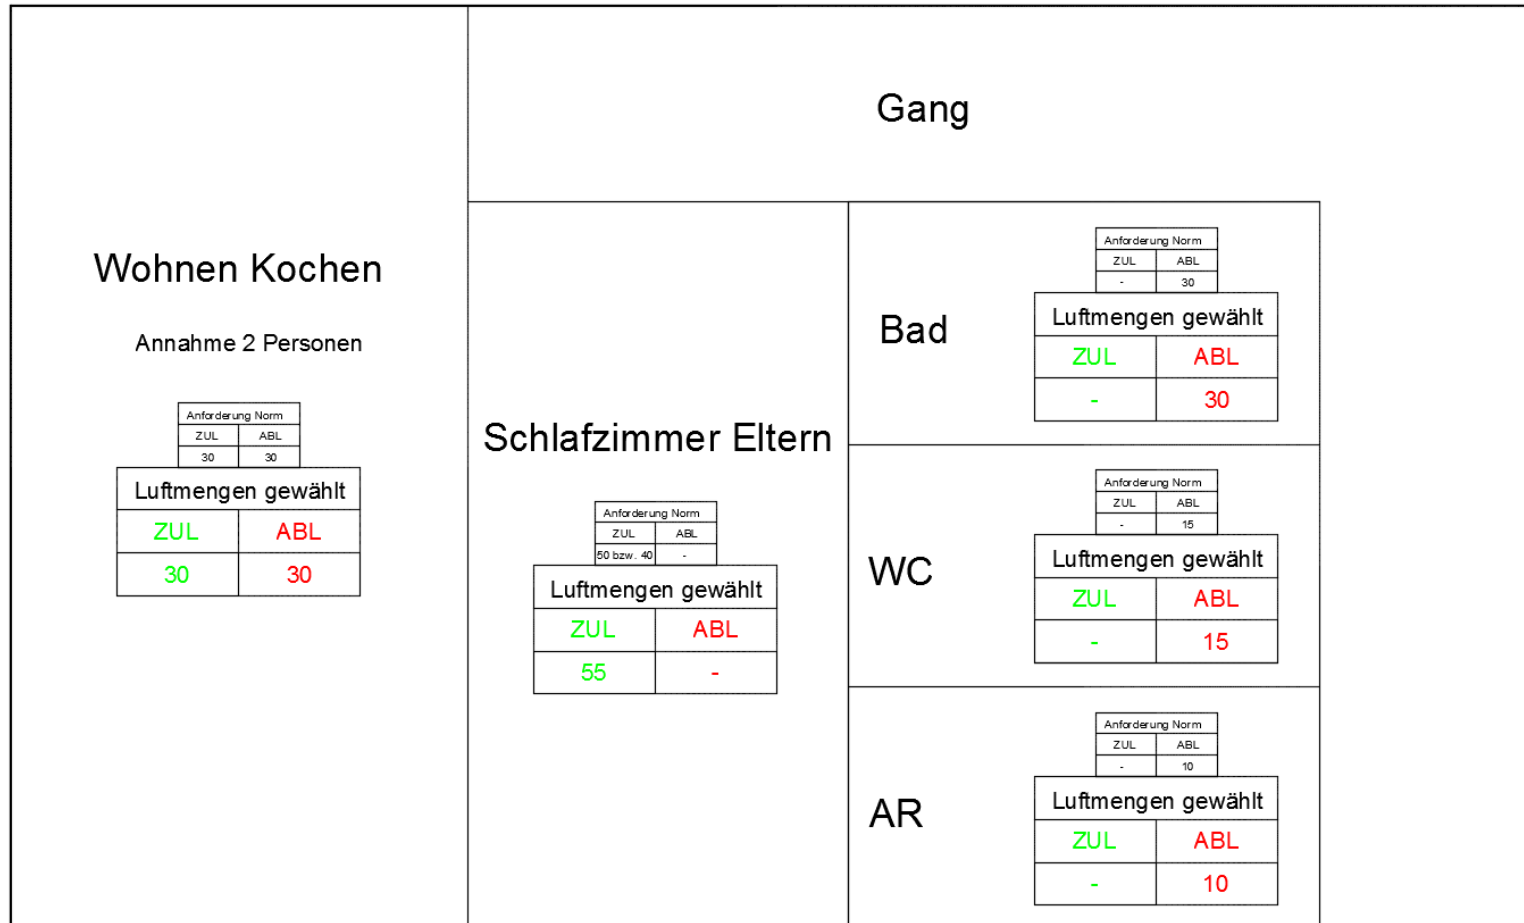 Gang
Wohnen Kochen
Annahme 2 Personen
Anforderung Norm
ZUL ABL
30 30
Luftmengen gewählt
ZUL ABL
30 30
Schlafzimmer Eltern
Anforderung Norm
ZUL ABL
50 bzw. 40 -
Luftmengen gewählt
ZUL ABL
55 -
Bad
Anforderung Norm
ZUL ABL
- 30
Luftmengen gewählt
ZUL ABL
- 30
WC
Anforderung Norm
ZUL ABL
- 15
Luftmengen gewählt
ZUL ABL
- 15
AR
Anforderung Norm
ZUL ABL
- 10
Luftmengen gewählt
ZUL ABL
- 10